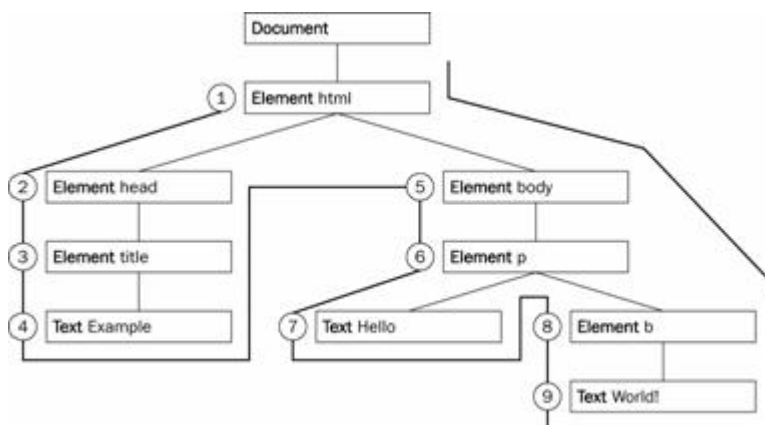 Document
1 Element html
2 Element head
5 Element body
3 Element title
6 Element p
4 Text Example
7 Text Hello
8 Element b
9 Text World!